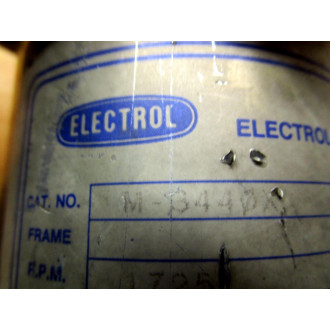 ELECTROL
ELECTROL
CAT. NO.
FRAME
R.P.M.